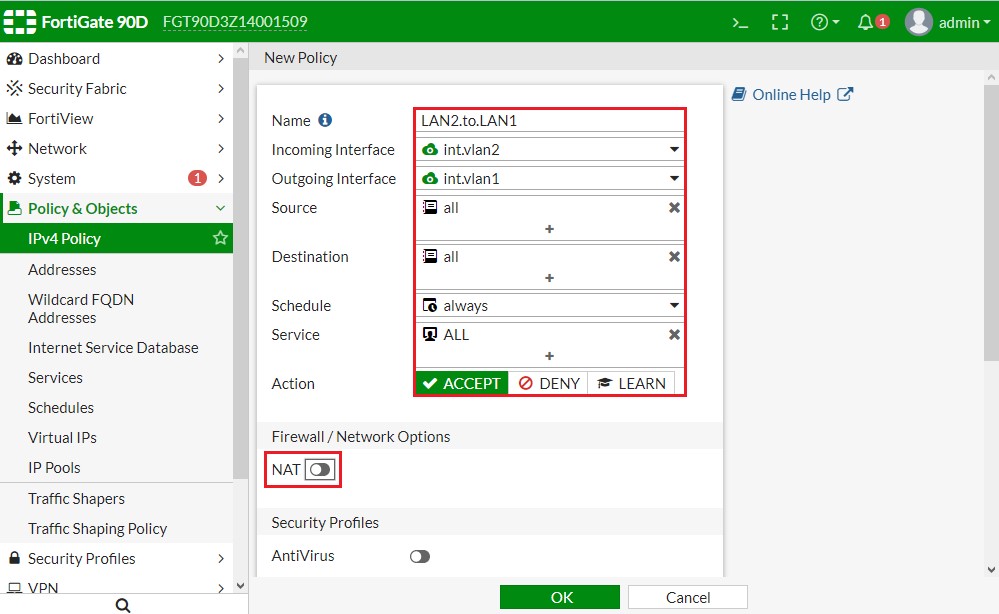 FortiGate 90D FGT90D3Z14001509
1
admin
Dashboard
Security Fabric
FortiView
Network
System 1
Policy & Objects
IPv4 Policy
Addresses
Wildcard FQDN
Addresses
Internet Service Database
Services
Schedules
Virtual IPs
IP Pools
Traffic Shapers
Traffic Shaping Policy
Security Profiles
VPN
New Policy
Name LAN2.to.LAN1
Incoming Interface int.vlan2
Outgoing Interface int.vlan1
Source all
+
Destination all
+
Schedule always
Service ALL
+
Action ACCEPT DENY LEARN
Firewall / Network Options
NAT
Security Profiles
AntiVirus
OK Cancel
Online Help